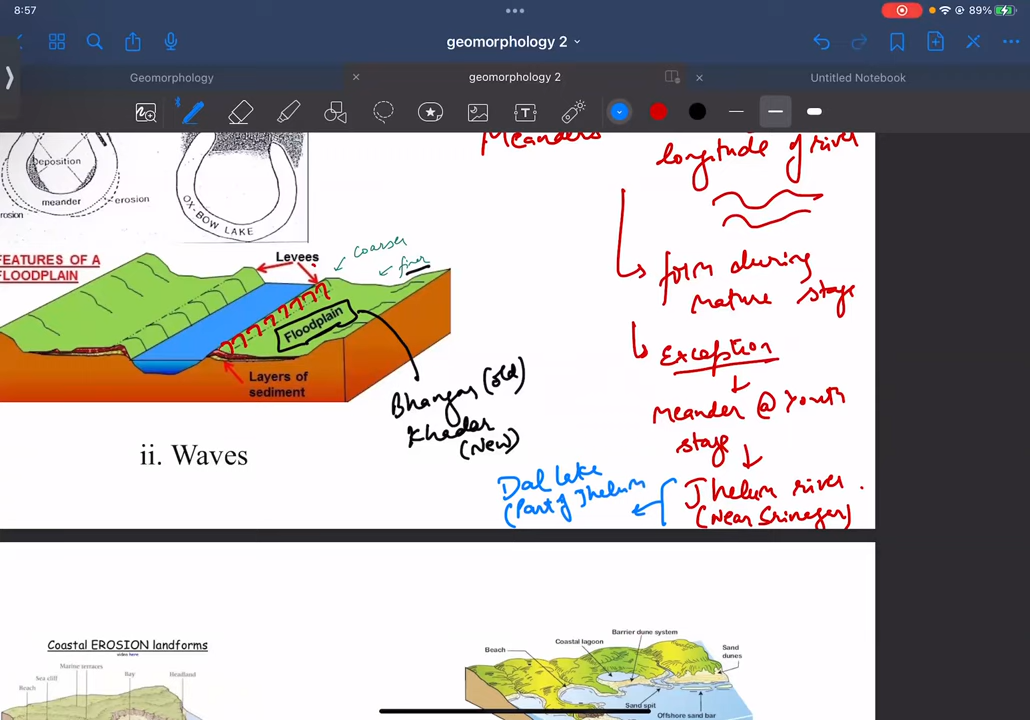 8:57
89%
geomorphology 2
Geomorphology
geomorphology 2
Untitled Notebook
Deposition
meander
erosion
erosion
OX-BOW LAKE
Meanders
longitude of river
form during
mature stage
Exception
Meander @ Youth
stage
Jhelum river
(Near Srinagar)
Dal Lake
(Part of Jhelum
FEATURES OF A
FLOODPLAIN
Levees
coarser
finer
Floodplain
Layers of
sediment
Bhangar (old)
Khadar
(New)
ii. Waves
Coastal EROSION landforms
video here
Marine terraces
Sea cliff
Bay
Headland
Beach
Barrier dune system
Coastal lagoon
Beach
Sand
dunes
Sand spit
Offshore sand bar